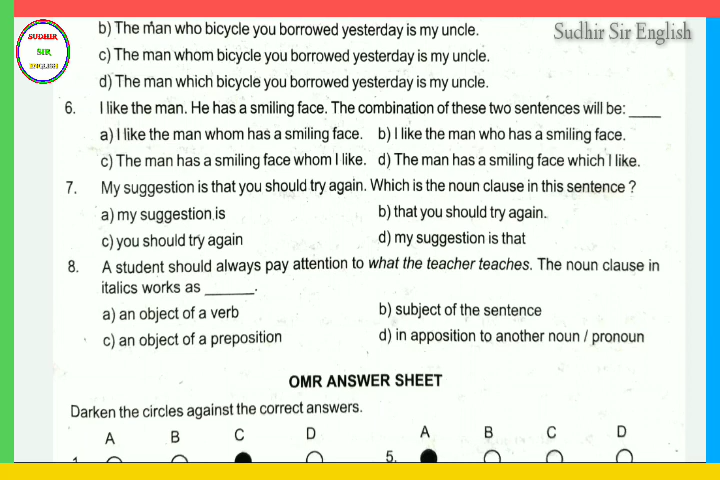 SUDHIR
SIR
ENGLISH
Sudhir Sir English
b) The man who bicycle you borrowed yesterday is my uncle.
c) The man whom bicycle you borrowed yesterday is my uncle.
d) The man which bicycle you borrowed yesterday is my uncle.
6. I like the man. He has a smiling face. The combination of these two sentences will be: ____
a) I like the man whom has a smiling face. b) I like the man who has a smiling face.
c) The man has a smiling face whom I like. d) The man has a smiling face which I like.
7. My suggestion is that you should try again. Which is the noun clause in this sentence ?
a) my suggestion is b) that you should try again.
c) you should try again d) my suggestion is that
8. A student should always pay attention to what the teacher teaches. The noun clause in
italics works as ______.
a) an object of a verb b) subject of the sentence
c) an object of a preposition d) in apposition to another noun / pronoun
OMR ANSWER SHEET
Darken the circles against the correct answers.
A B C D A B C D
1. 5.